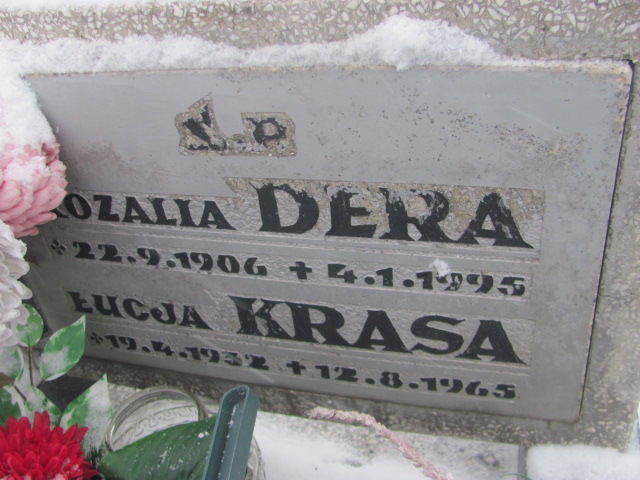 Ś.P.
ROZALIA DERA
* 22.9.1906 + 4.1.1995
ŁUCJA KRASA
* 19.4.1932 + 12.8.1965